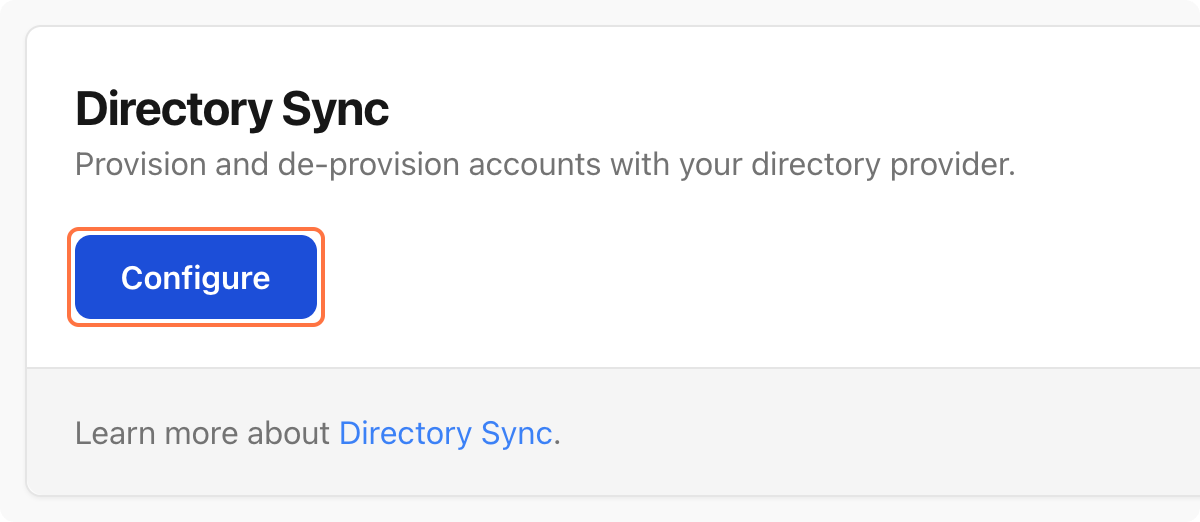 Directory Sync
Provision and de-provision accounts with your directory provider.
Configure
Learn more about Directory Sync.